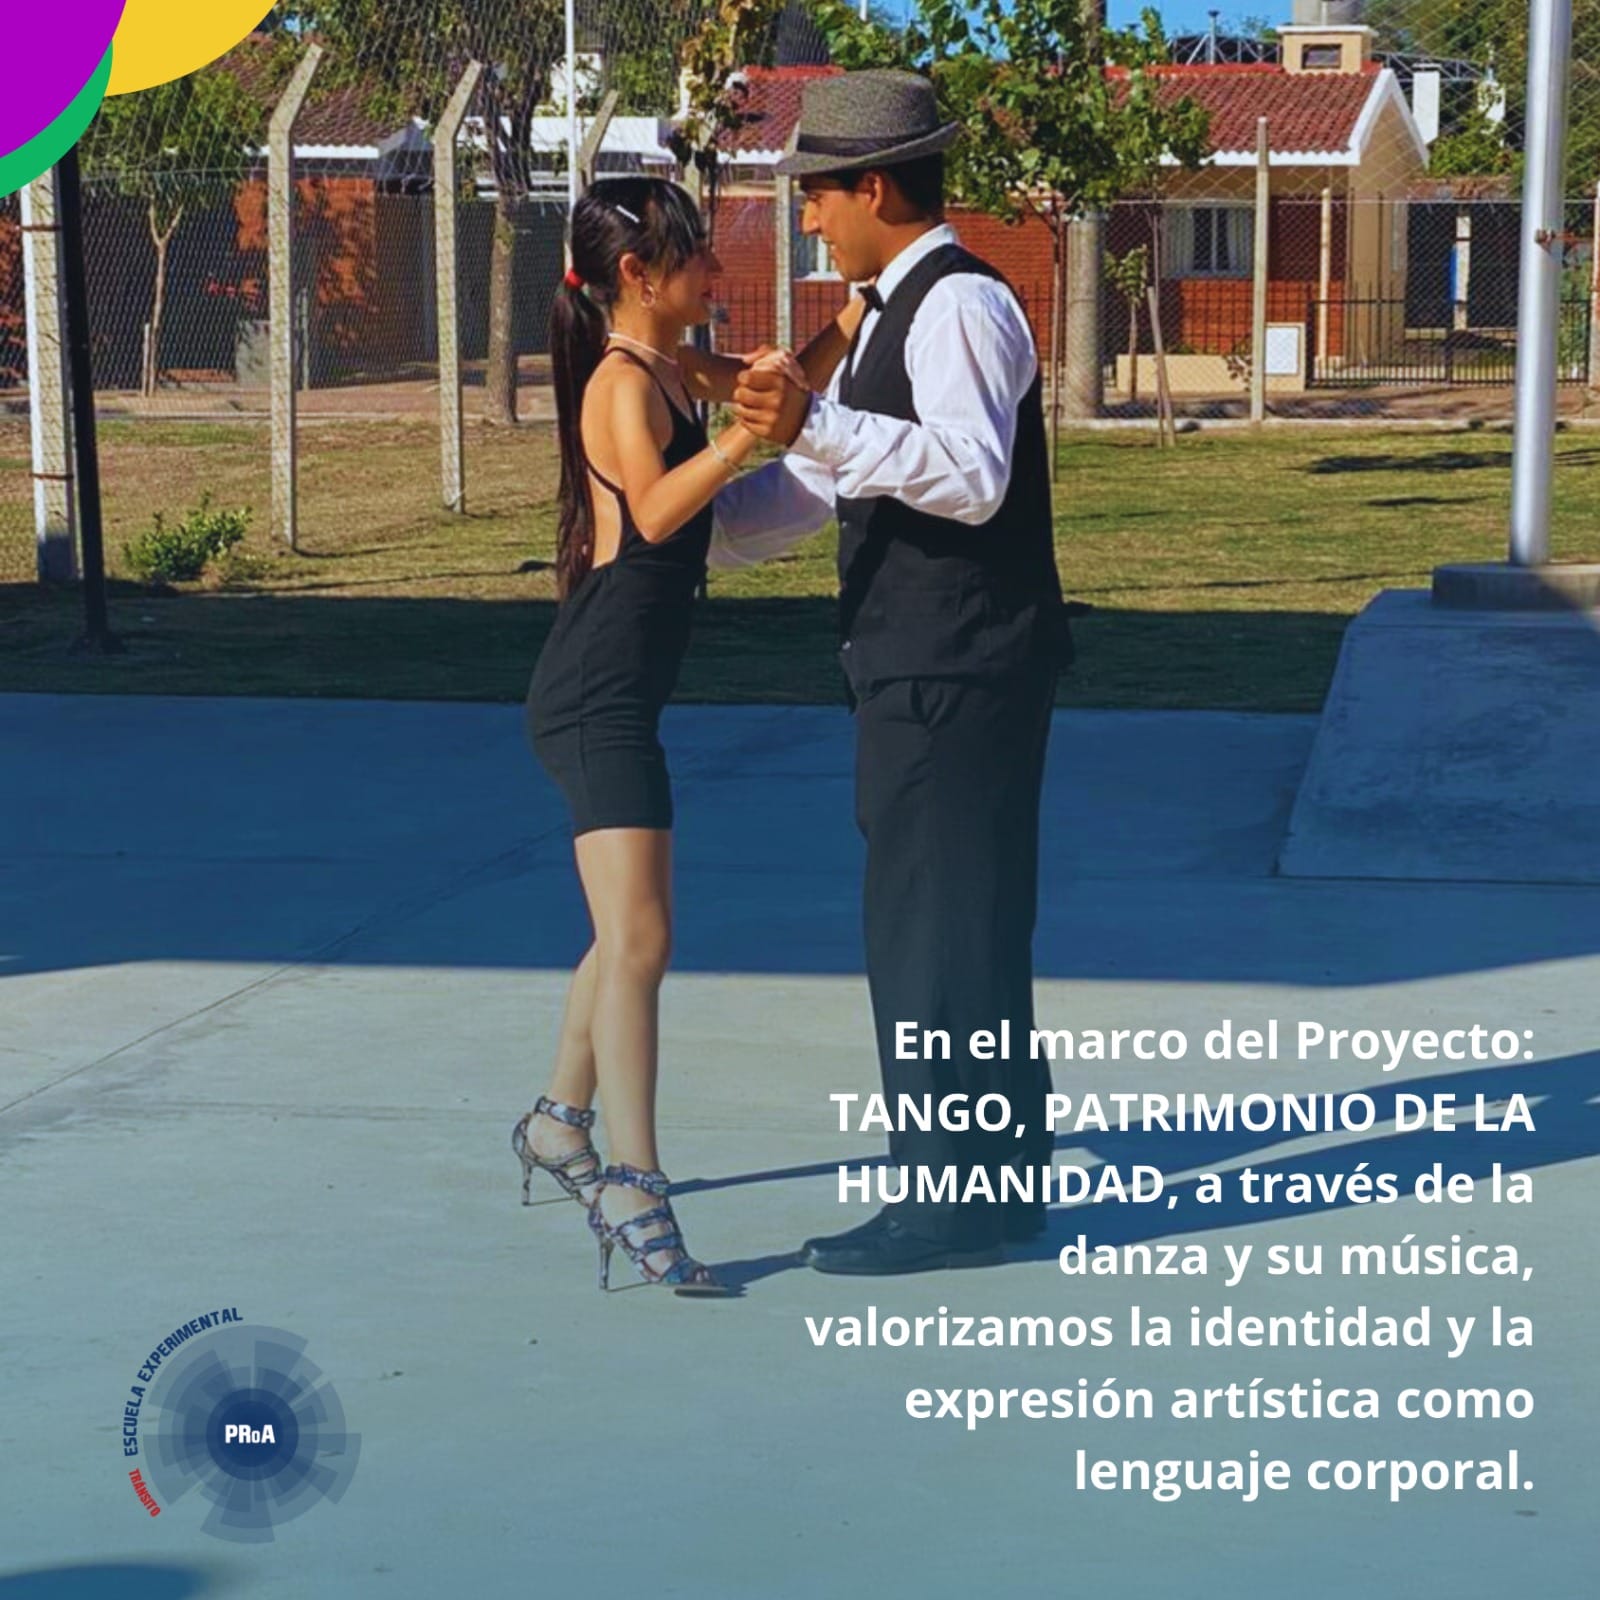 En el marco del Proyecto:
TANGO, PATRIMONIO DE LA
HUMANIDAD, a través de la
danza y su música,
valorizamos la identidad y la
expresión artística como
lenguaje corporal.
ESCUELA EXPERIMENTAL
TRÁNSITO
PRoA